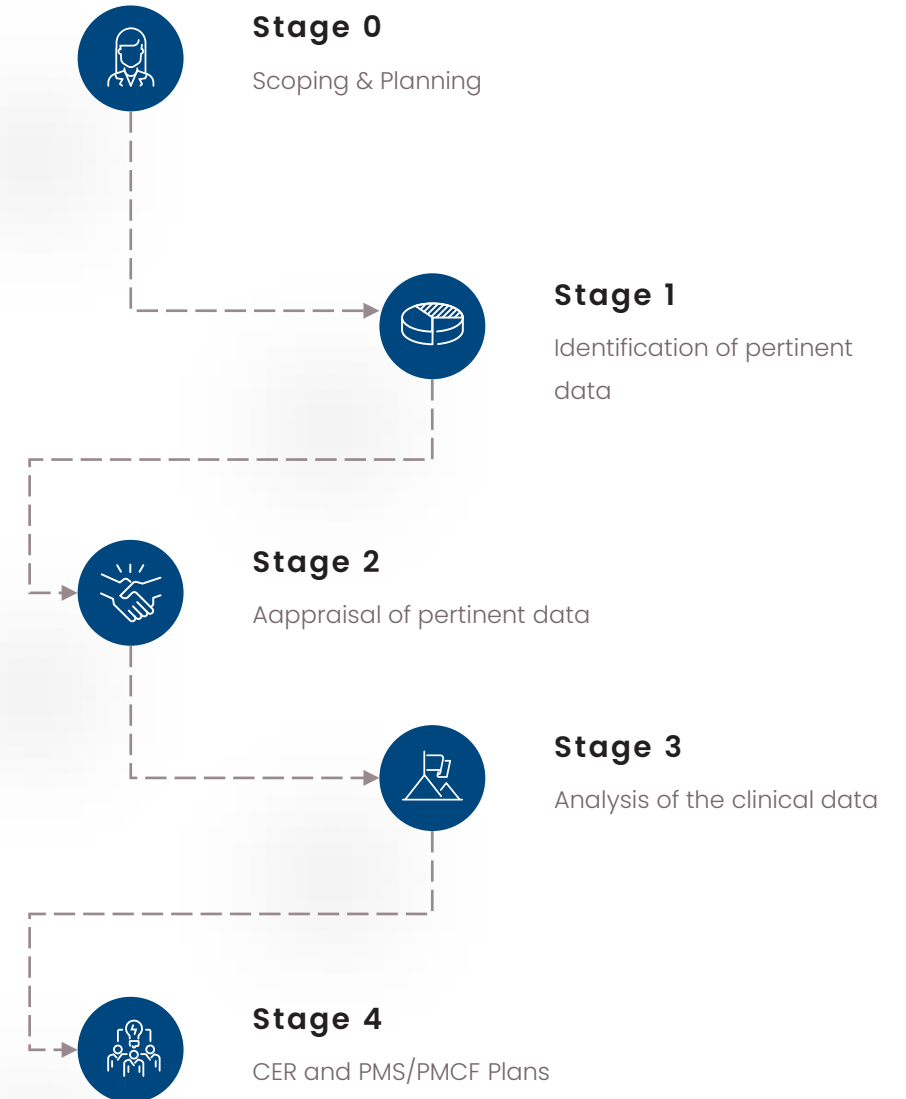 Stage 0
Scoping & Planning
Stage 1
Identification of pertinent
data
Stage 2
Aappraisal of pertinent data
Stage 3
Analysis of the clinical data
Stage 4
CER and PMS/PMCF Plans